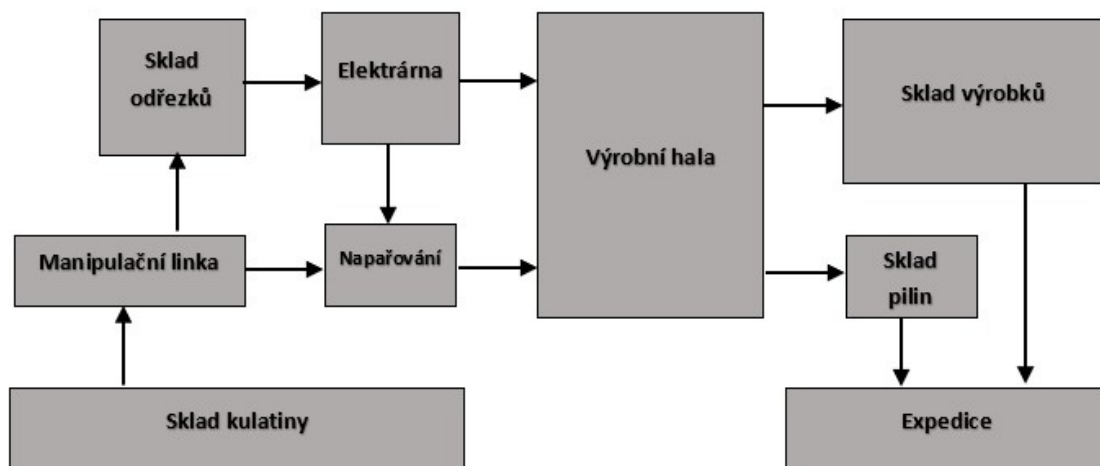 Sklad
odřezků
Elektrárna
Výrobní hala
Sklad výrobků
Manipulační linka
Napařování
Sklad
pilin
Sklad kulatiny
Expedice